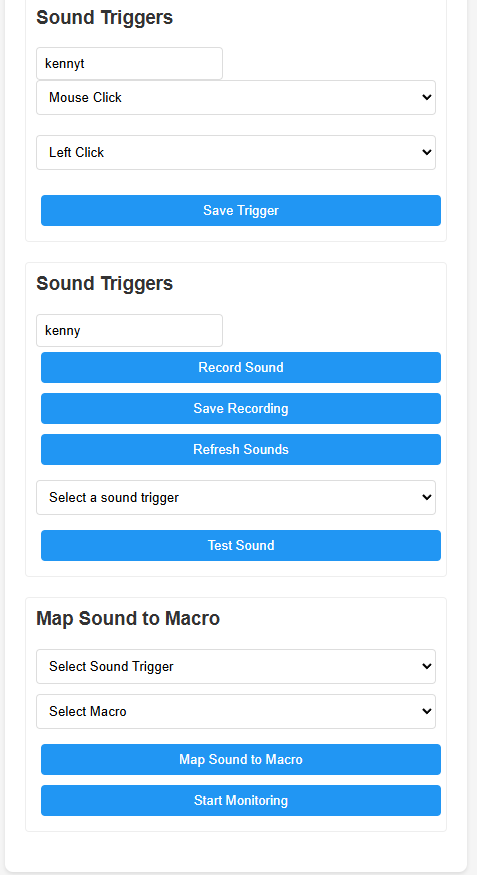 Sound Triggers
kennyt
Mouse Click
Left Click
Save Trigger
Sound Triggers
kenny
Record Sound
Save Recording
Refresh Sounds
Select a sound trigger
Test Sound
Map Sound to Macro
Select Sound Trigger
Select Macro
Map Sound to Macro
Start Monitoring